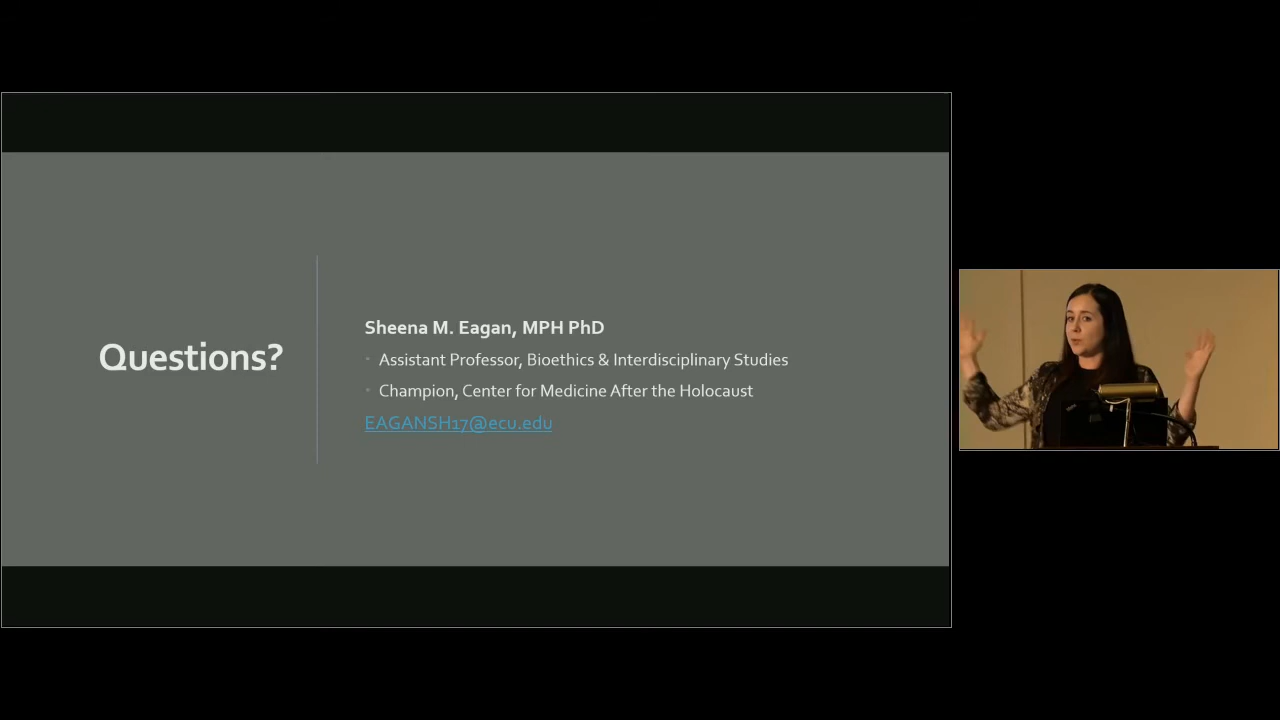 Questions?
Sheena M. Eagan, MPH PhD
Assistant Professor, Bioethics & Interdisciplinary Studies
Champion, Center for Medicine After the Holocaust
EAGANSH17@ecu.edu